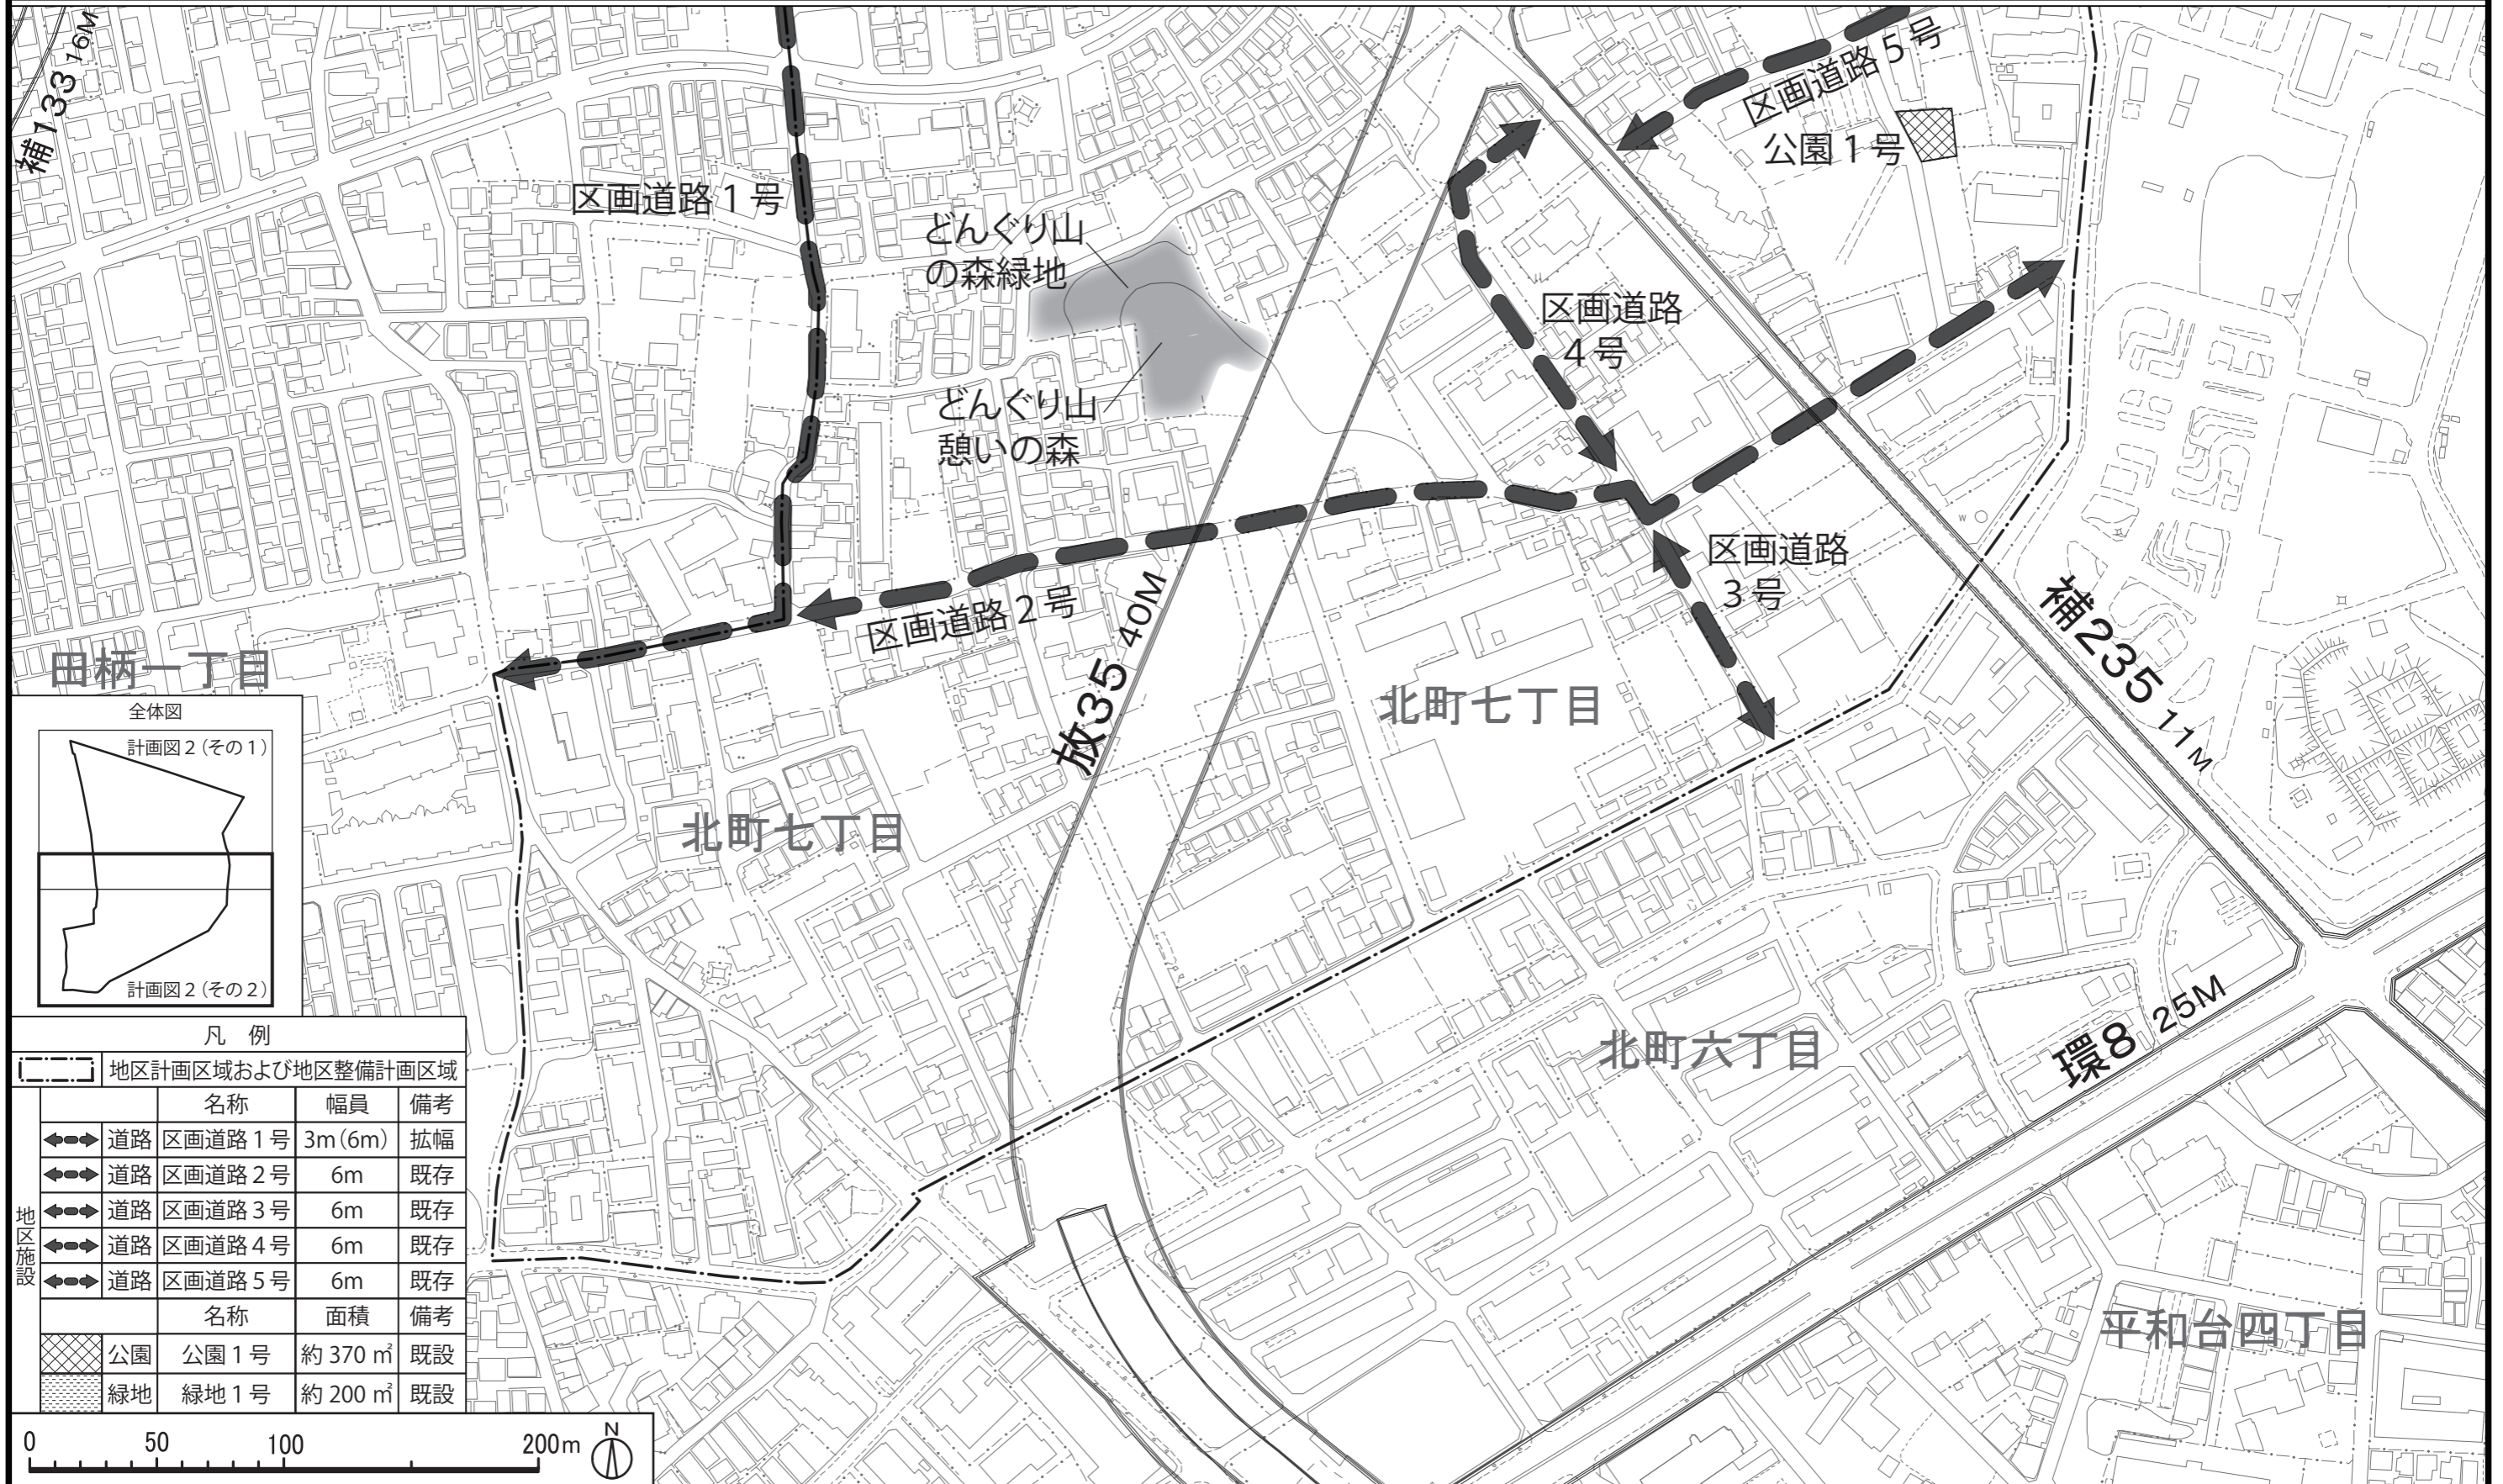 補133 16M
区画道路5号
公園1号
区画道路1号
どんぐり山
の森緑地
区画道路
4号
どんぐり山
憩いの森
区画道路
3号
区画道路2号
放35 40M
補235 11M
田柄一丁目
北町七丁目
北町七丁目
北町六丁目
環8 25M
平和台四丁目
W
全体図
計画図2(その1)
計画図2(その2)
凡 例
地区計画区域および地区整備計画区域
地区施設
名称 幅員 備考
道路 区画道路1号 3m(6m) 拡幅
道路 区画道路2号 6m 既存
道路 区画道路3号 6m 既存
道路 区画道路4号 6m 既存
道路 区画道路5号 6m 既存
名称 面積 備考
公園 公園1号 約370㎡ 既設
緑地 緑地1号 約200㎡ 既設
0 50 100 200m
N